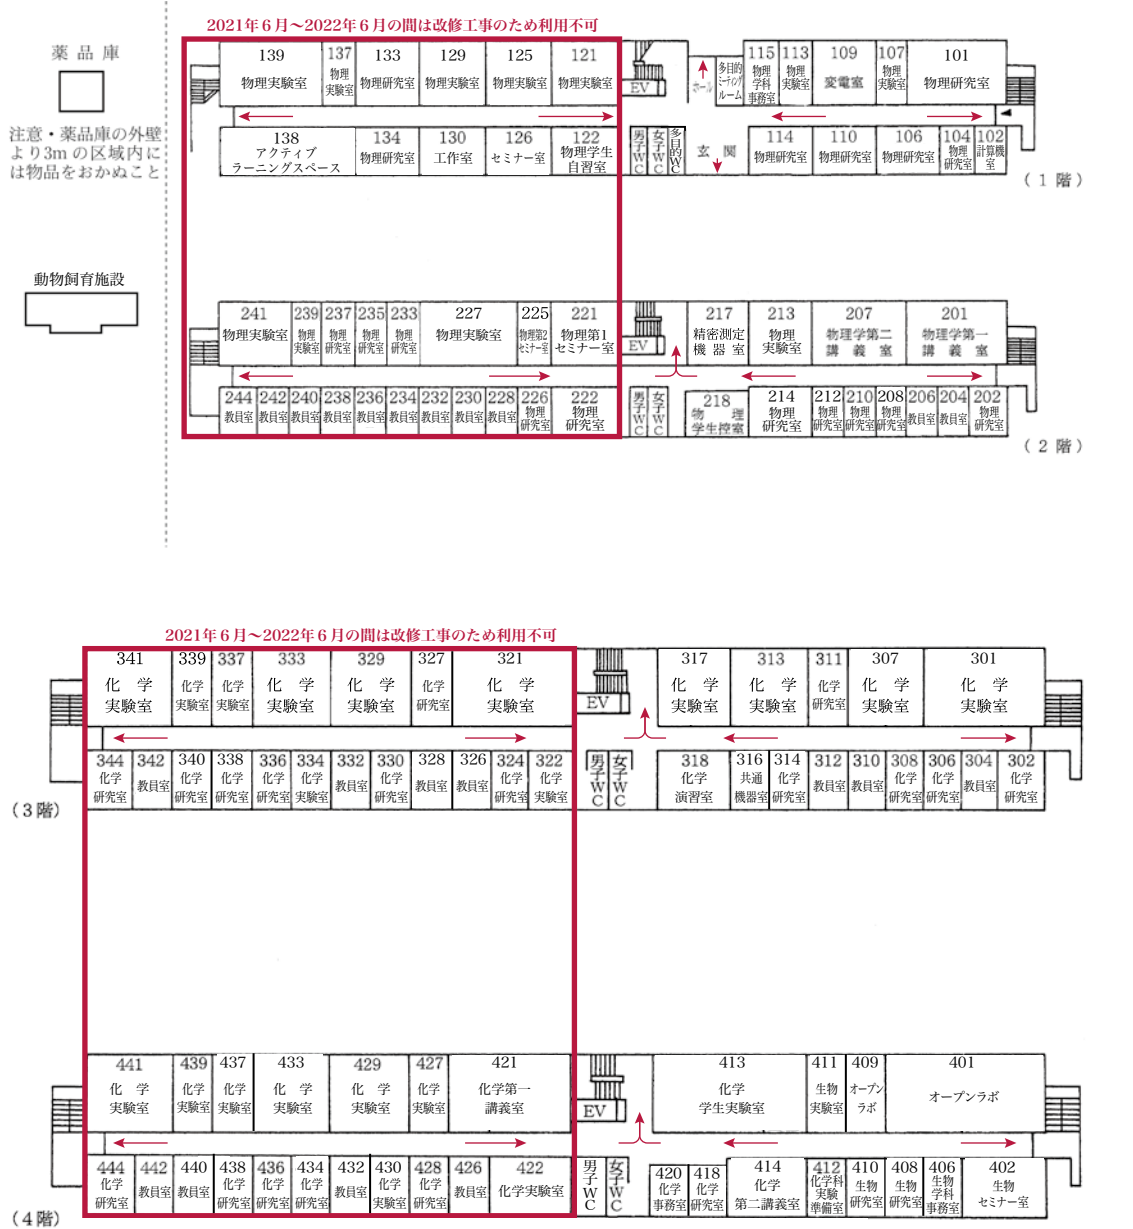 2021年６月～2022年６月の間は改修工事のため利用不可
薬 品 庫
注意・薬品庫の外壁
より3m の区域内に
は物品をおかぬこと
動物飼育施設
139
物理実験室
137
物理
実験室
133
物理研究室
129
物理実験室
125
物理実験室
121
物理実験室
EV
ホール
多目的
ミーティング
ルーム
115
物理
学科
事務室
113
物理
実験室
109
変電室
107
物理
実験室
101
物理研究室
138
アクティブ
ラーニングスペース
134
物理研究室
130
工作室
126
セミナー室
122
物理学生
自習室
男子WC
女子WC
多目的WC
玄 関
114
物理研究室
110
物理研究室
106
物理研究室
104
物理
研究室
102
計算機
室
（ 1 階 ）
241
物理実験室
239
物理
実験室
237
物理
研究室
235
物理
研究室
233
物理
研究室
227
物理実験室
225
物理第2
セミナー室
221
物理第1
セミナー室
EV
217
精密測定
機 器 室
213
物理
実験室
207
物理学第二
講 義 室
201
物理学第一
講 義 室
244
教員室
242
教員室
240
教員室
238
教員室
236
教員室
234
教員室
232
教員室
230
教員室
228
教員室
226
物理
研究室
222
物理
研究室
男子WC
女子WC
218
物 理
学生控室
214
物理
研究室
212
物理
研究室
210
物理
研究室
208
物理
研究室
206
教員室
204
教員室
202
物理
研究室
（ 2 階 ）
2021年６月～2022年６月の間は改修工事のため利用不可
341
化 学
実験室
339
化学
実験室
337
化学
実験室
333
化 学
実験室
329
化 学
実験室
327
化学
研究室
321
化 学
実験室
EV
317
化 学
実験室
313
化 学
実験室
311
化学
研究室
307
化 学
実験室
301
化 学
実験室
344
化学
研究室
342
教員室
340
化学
研究室
338
化学
研究室
336
化学
研究室
334
化学
実験室
332
教員室
330
化学
研究室
328
教員室
326
教員室
324
化学
研究室
322
化学
実験室
男子WC
女子WC
318
化学
演習室
316
共通
機器室
314
化学
研究室
312
教員室
310
教員室
308
化学
研究室
306
化学
研究室
304
教員室
302
化学
研究室
（ 3 階）
441
化 学
実験室
439
化学
実験室
437
化学
実験室
433
化 学
実験室
429
化 学
実験室
427
化学
実験室
421
化学第一
講義室
EV
413
化学
学生実験室
411
生物
実験室
409
オープン
ラボ
401
オープンラボ
444
化学
研究室
442
教員室
440
教員室
438
化学
研究室
436
化学
研究室
434
化学
研究室
432
教員室
430
化学
実験室
428
化学
研究室
426
教員室
422
化学実験室
男子WC
女子WC
420
化学
事務室
418
化学
研究室
414
化学
第二講義室
412
化学科
実験
準備室
410
生物
研究室
408
生物
研究室
406
生物
学科
事務室
402
生物
セミナー室
（ 4 階）